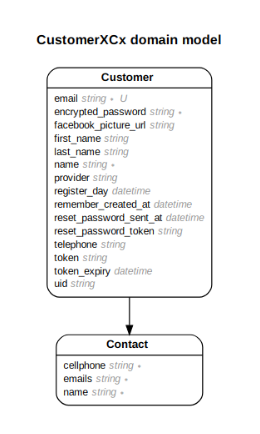 CustomerXCx domain model
Customer
email string * U
encrypted_password string *
facebook_picture_url string
first_name string
last_name string
name string *
provider string
register_day datetime
remember_created_at datetime
reset_password_sent_at datetime
reset_password_token string
telephone string
token string
token_expiry datetime
uid string
Contact
cellphone string *
emails string *
name string *